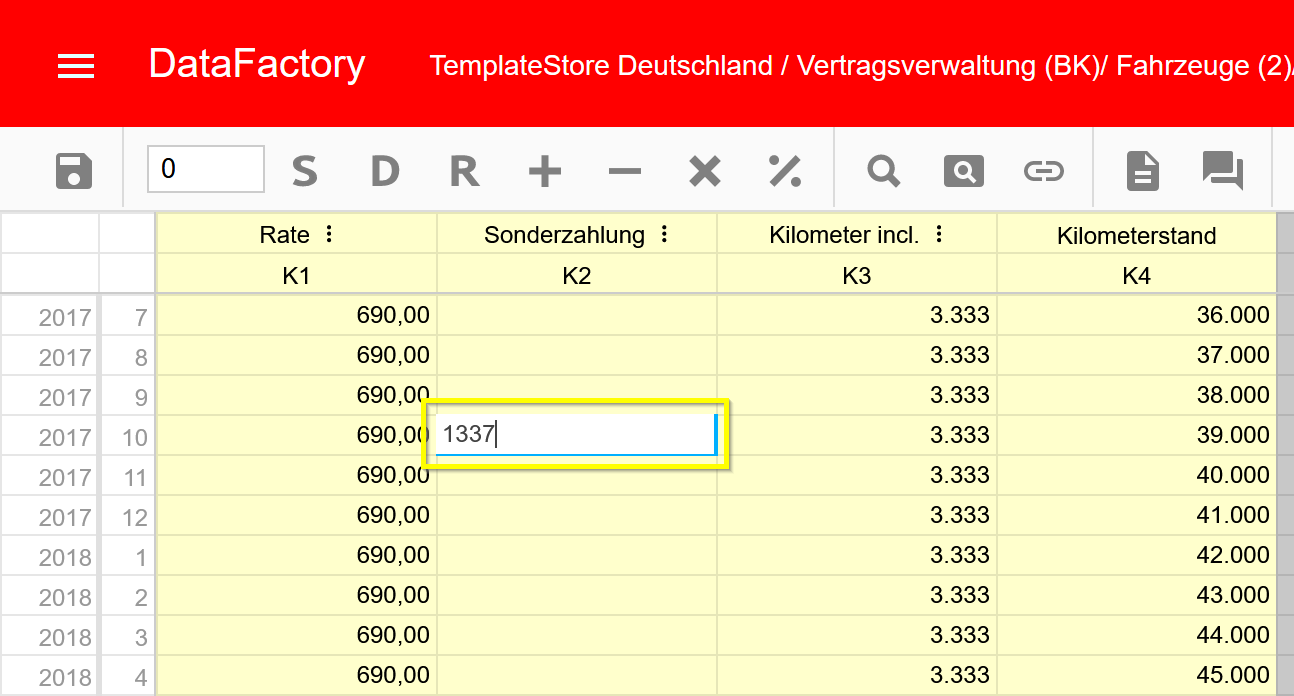 DataFactory TemplateStore Deutschland / Vertragsverwaltung (BK)/ Fahrzeuge (2)/
0 S D R
Rate Sonderzahlung Kilometer incl. Kilometerstand
K1 K2 K3 K4
2017 7 690,00 3.333 36.000
2017 8 690,00 3.333 37.000
2017 9 690,00 3.333 38.000
2017 10 690,00 1337 3.333 39.000
2017 11 690,00 3.333 40.000
2017 12 690,00 3.333 41.000
2018 1 690,00 3.333 42.000
2018 2 690,00 3.333 43.000
2018 3 690,00 3.333 44.000
2018 4 690,00 3.333 45.000